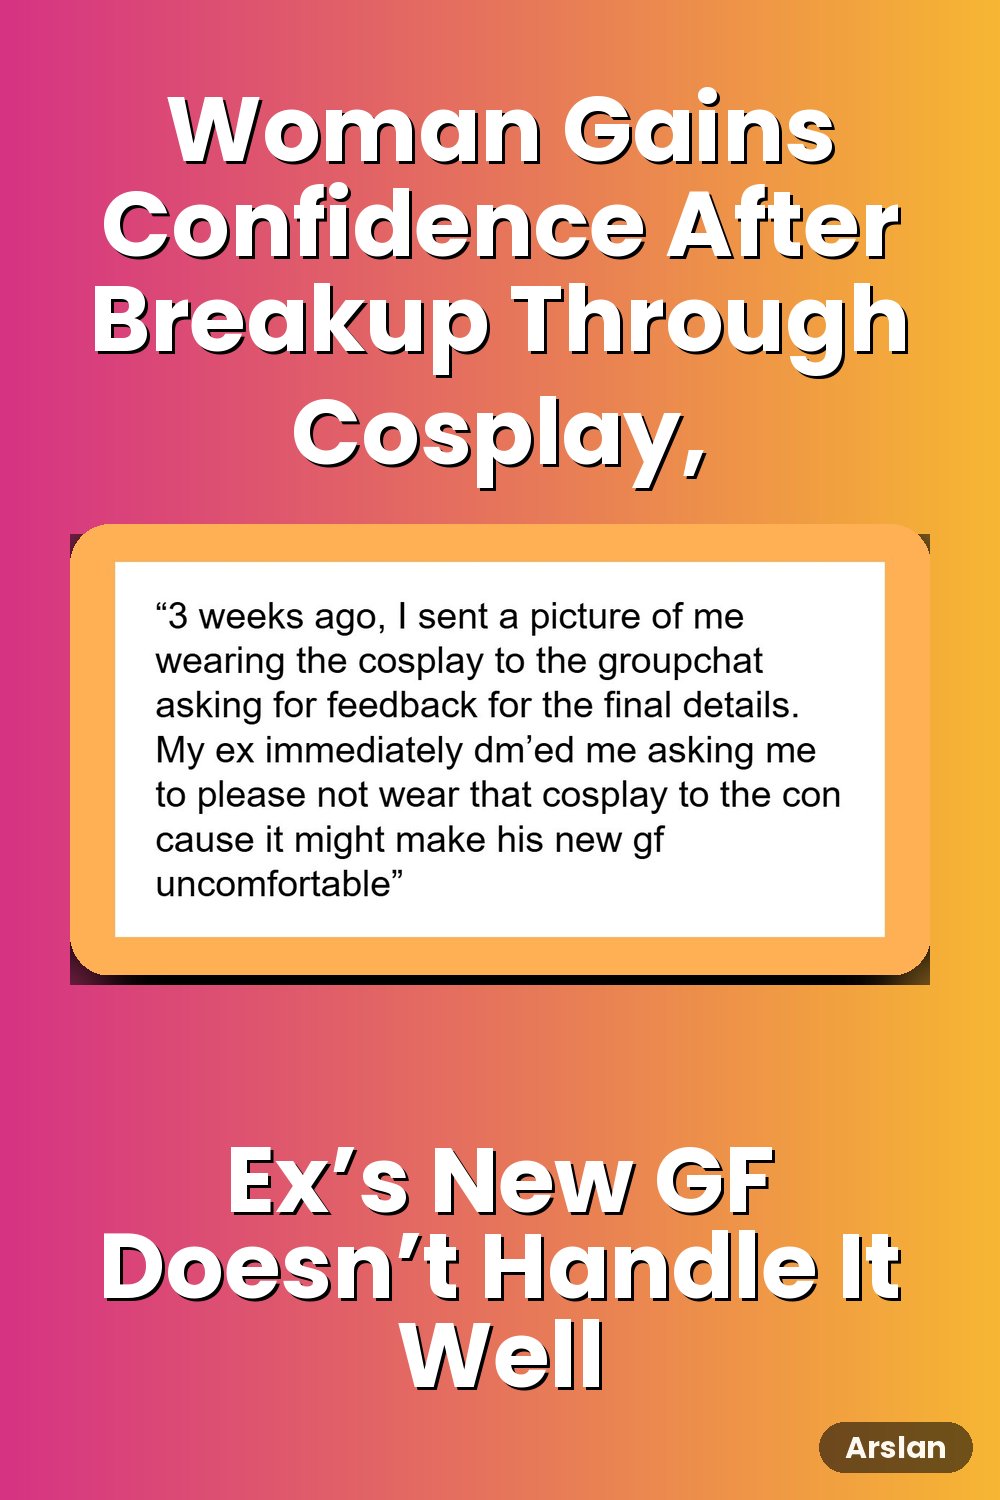 Woman Gains
Confidence After
Breakup Through
Cosplay,
“3 weeks ago, I sent a picture of me
wearing the cosplay to the groupchat
asking for feedback for the final details.
My ex immediately dm’ed me asking me
to please not wear that cosplay to the con
cause it might make his new gf
uncomfortable”
Ex’s New GF
Doesn’t Handle It
Well
Arslan